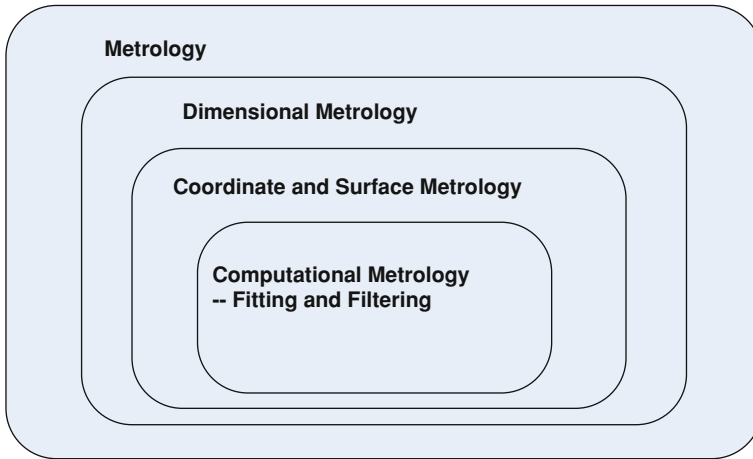 Metrology
Dimensional Metrology
Coordinate and Surface Metrology
Computational Metrology
-- Fitting and Filtering